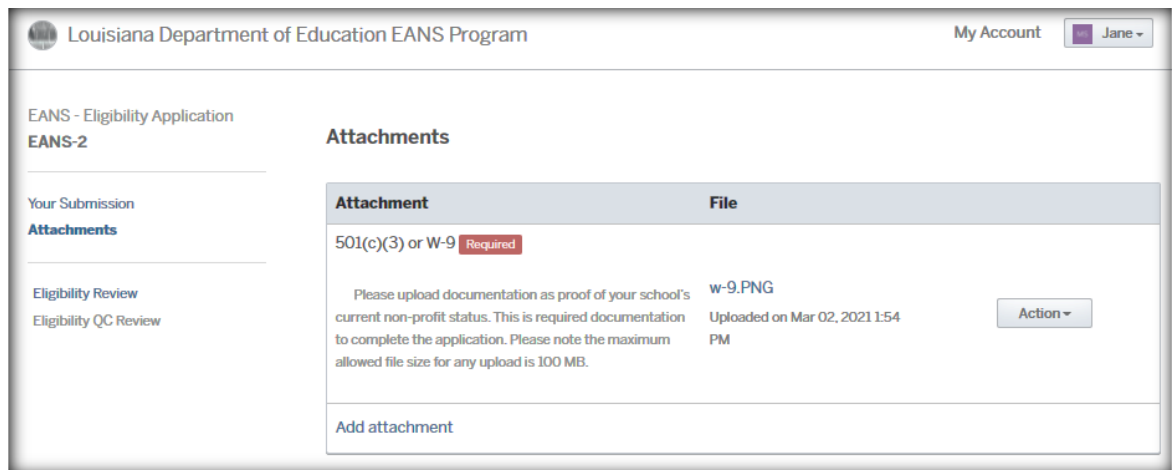 Louisiana Department of Education EANS Program
My Account
Jane
EANS - Eligibility Application
EANS-2
Your Submission
Attachments
Eligibility Review
Eligibility QC Review
Attachments
Attachment File
501(c)(3) or W-9 Required
Please upload documentation as proof of your school's
current non-profit status. This is required documentation
to complete the application. Please note the maximum
allowed file size for any upload is 100 MB.
w-9.PNG
Uploaded on Mar 02, 2021 1:54
PM
Action
Add attachment